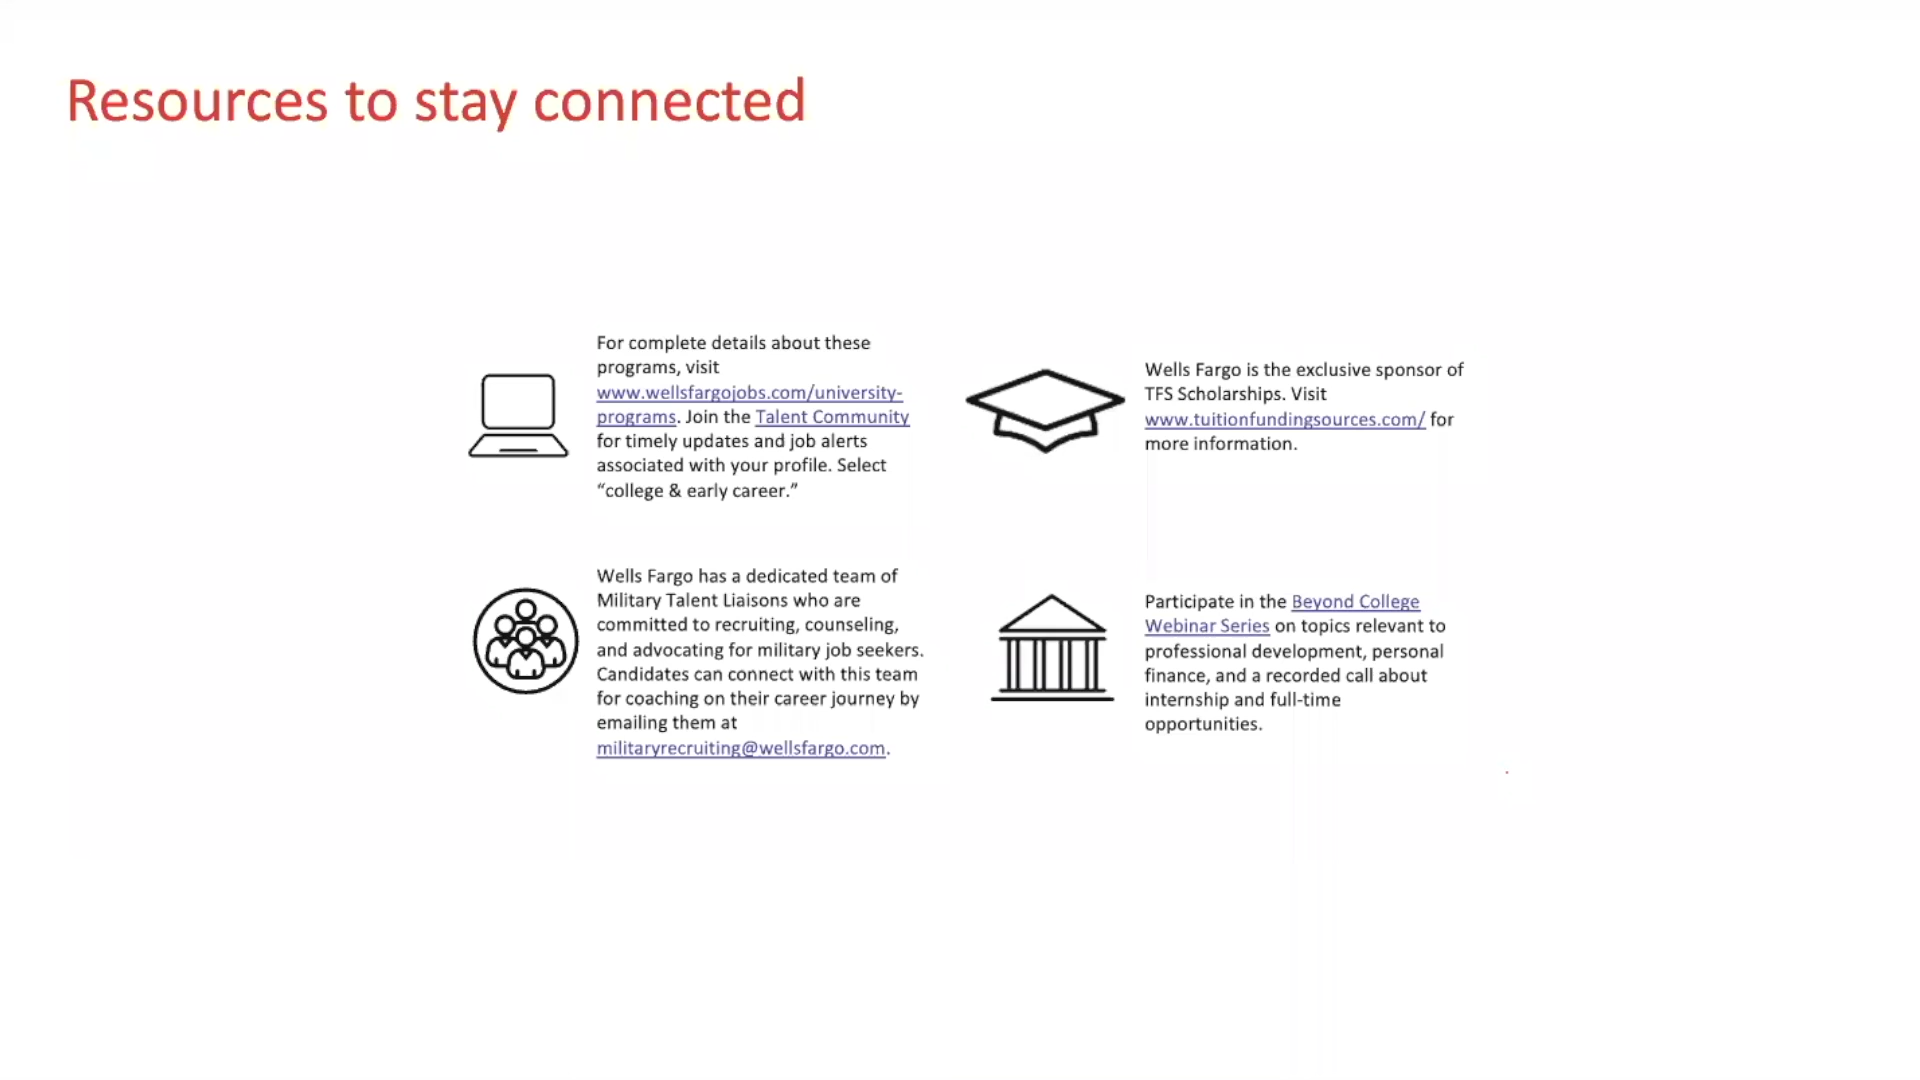 Resources to stay connected
For complete details about these
programs, visit
www.wellsfargojobs.com/university-
programs. Join the Talent Community
for timely updates and job alerts
associated with your profile. Select
“college & early career.”
Wells Fargo is the exclusive sponsor of
TFS Scholarships. Visit
www.tuitionfundingsources.com/ for
more information.
Wells Fargo has a dedicated team of
Military Talent Liaisons who are
committed to recruiting, counseling,
and advocating for military job seekers.
Candidates can connect with this team
for coaching on their career journey by
emailing them at
militaryrecruiting@wellsfargo.com.
Participate in the Beyond College
Webinar Series on topics relevant to
professional development, personal
finance, and a recorded call about
internship and full-time
opportunities.